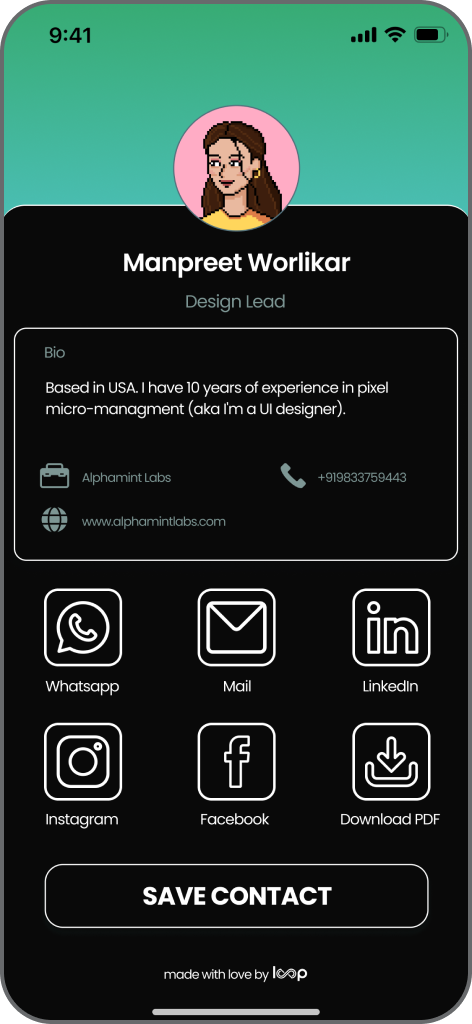 9:41
Manpreet Worlikar
Design Lead
Bio
Based in USA. I have 10 years of experience in pixel
micro-managment (aka I'm a UI designer).
Alphamint Labs
+919833759443
www.alphamintlabs.com
in
Whatsapp
Mail
LinkedIn
Instagram
Facebook
Download PDF
SAVE CONTACT
made with love by loop